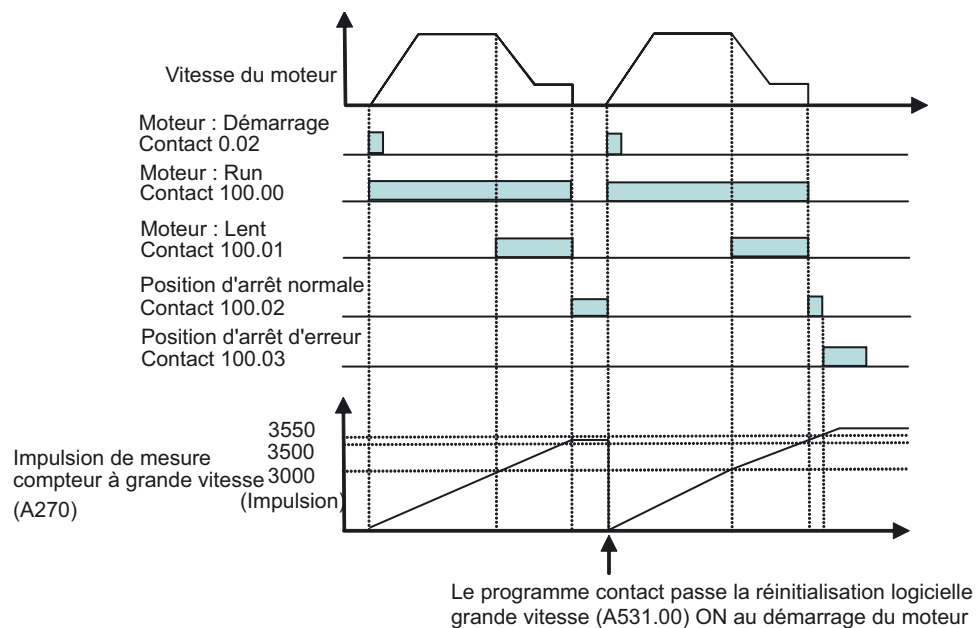 Vitesse du moteur
Moteur : Démarrage
Contact 0.02
Moteur : Run
Contact 100.00
Moteur : Lent
Contact 100.01
Position d'arrêt normale
Contact 100.02
Position d'arrêt d'erreur
Contact 100.03
3550
3500
3000
(Impulsion)
Impulsion de mesure
compteur à grande vitesse
(A270)
Le programme contact passe la réinitialisation logicielle
grande vitesse (A531.00) ON au démarrage du moteur